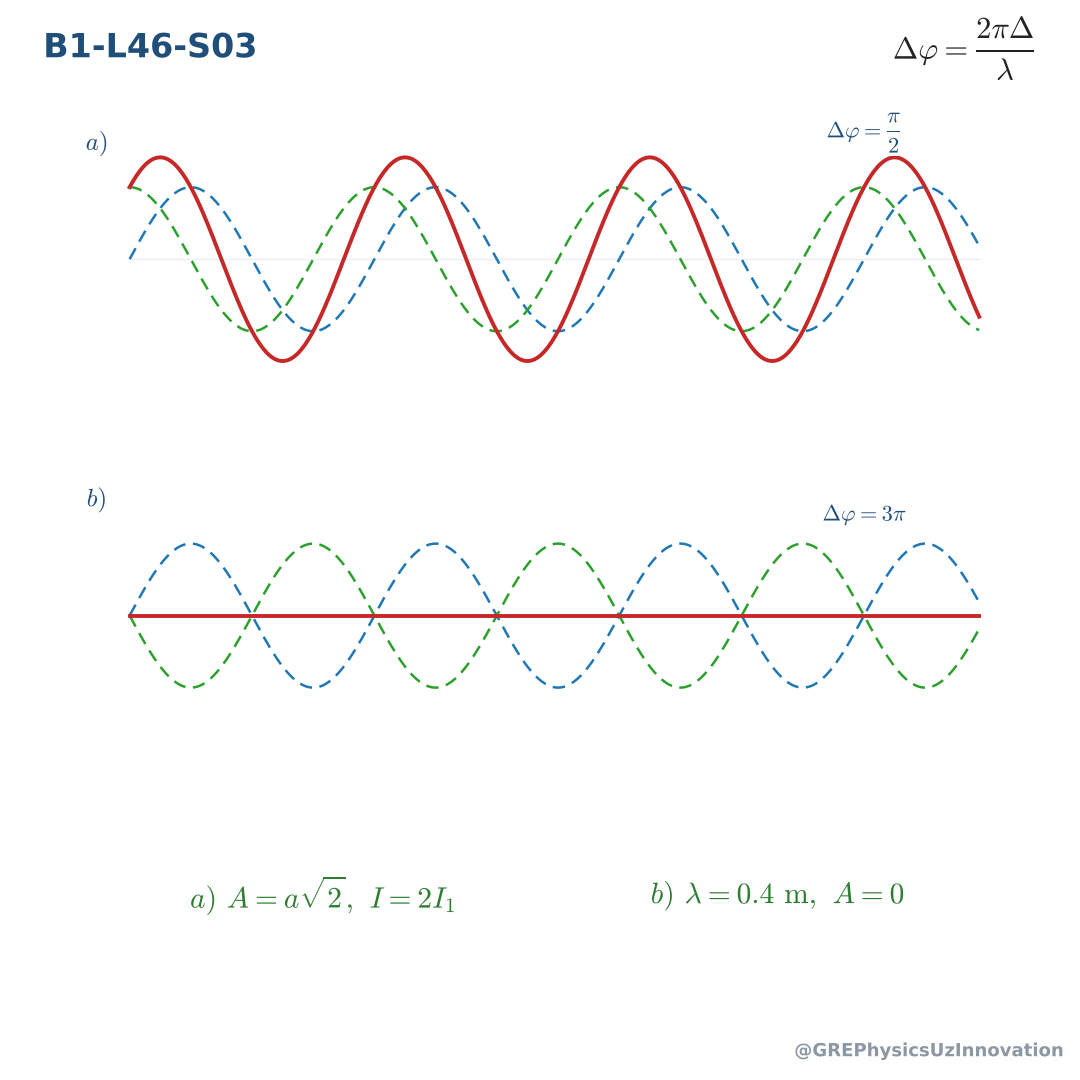 B1-L46-S03
Δφ = 2πΔ/λ
a)
Δφ = π/2
b)
Δφ = 3π
a) A = a√2, I = 2I₁
b) λ = 0.4 m, A = 0
@GREPhysicsUzInnovation